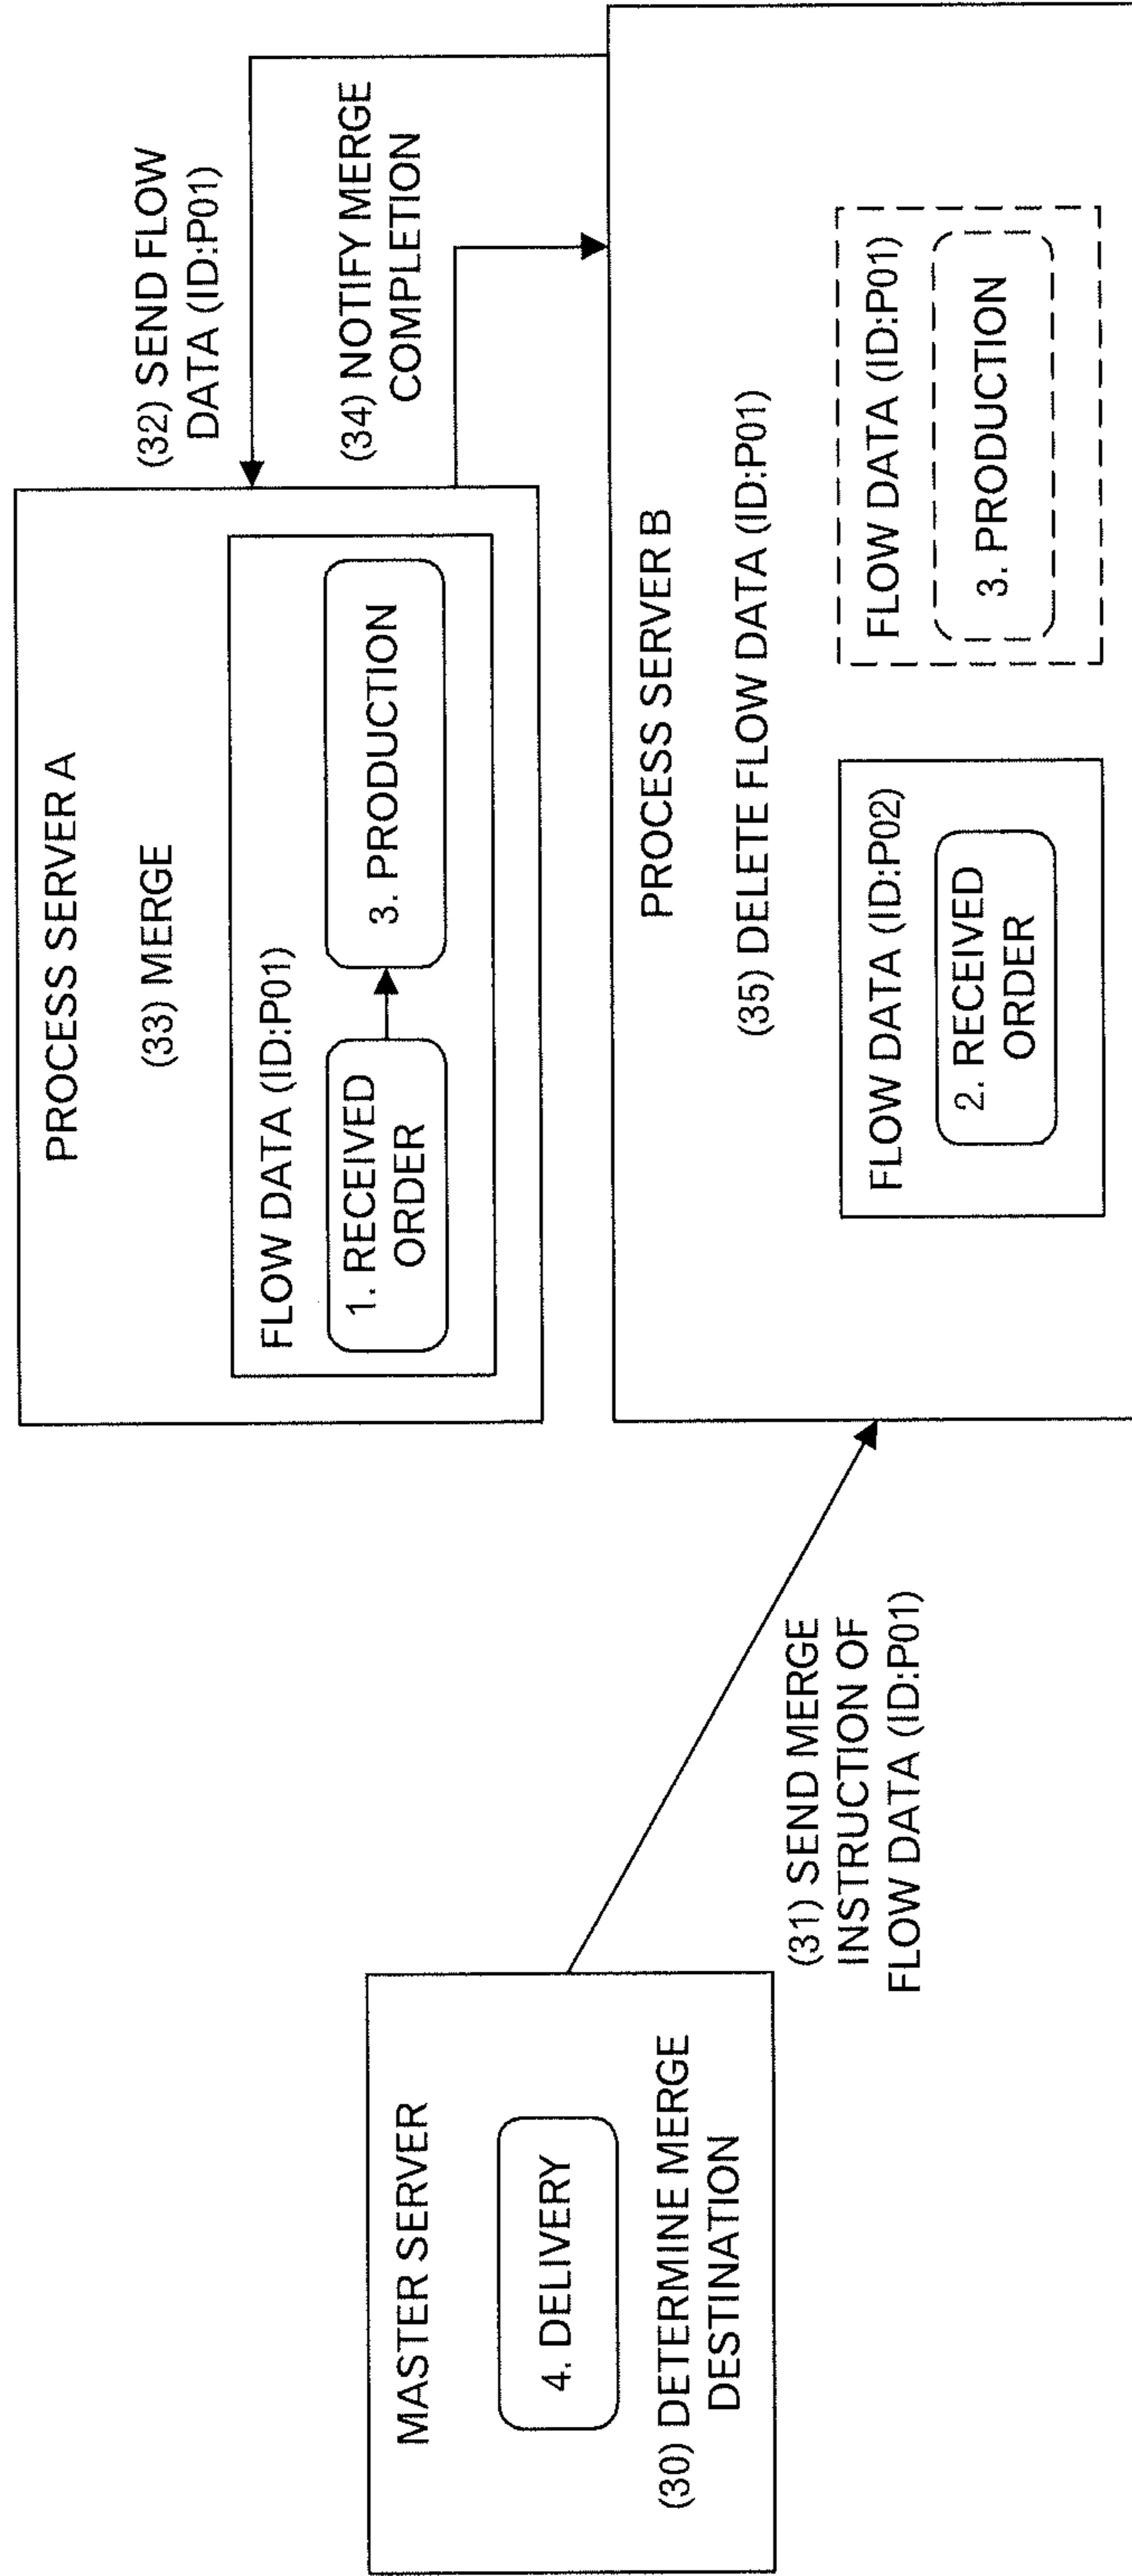 MASTER SERVER
4. DELIVERY
(30) DETERMINE MERGE
DESTINATION
(31) SEND MERGE
INSTRUCTION OF
FLOW DATA (ID:P01)
PROCESS SERVER A
(33) MERGE
FLOW DATA (ID:P01)
1. RECEIVED
ORDER
3. PRODUCTION
(32) SEND FLOW
DATA (ID:P01)
(34) NOTIFY MERGE
COMPLETION
PROCESS SERVER B
(35) DELETE FLOW DATA (ID:P01)
FLOW DATA (ID:P02)
2. RECEIVED
ORDER
FLOW DATA (ID:P01)
3. PRODUCTION